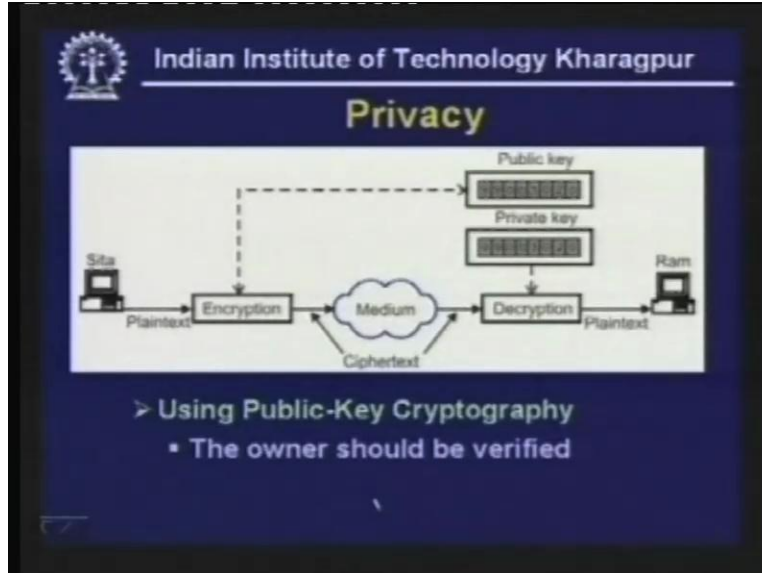 Indian Institute of Technology Kharagpur
Privacy
Public key
Private key
Sita
Ram
Encryption
Medium
Decryption
Plaintext
Plaintext
Ciphertext
➢ Using Public-Key Cryptography
▪ The owner should be verified